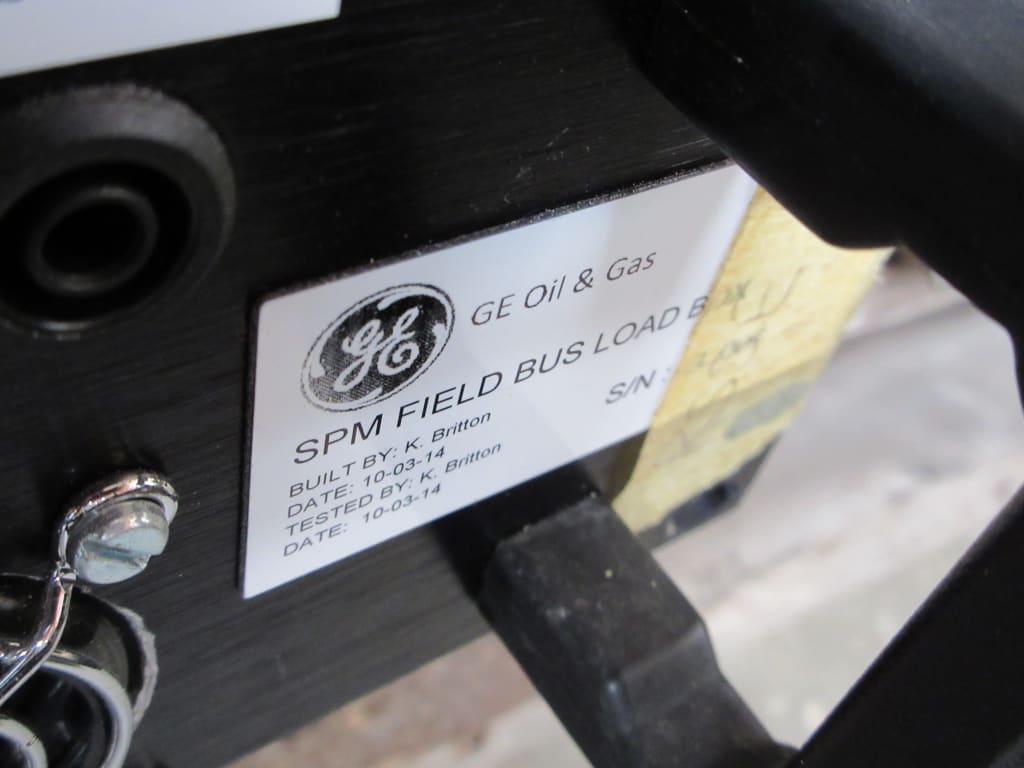 GE
GE Oil & Gas
SPM FIELD BUS LOAD
S/N :
BUILT BY: K. Britton
DATE: 10-03-14
TESTED BY: K. Britton
DATE: 10-03-14